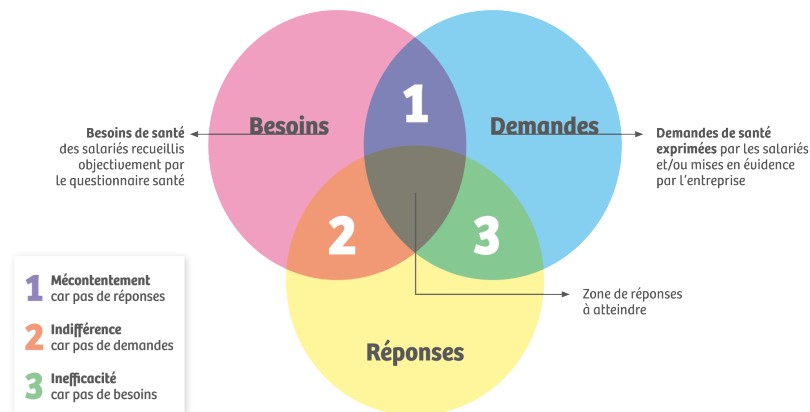 1
Besoins
Demandes
Besoins de santé
des salariés recueillis
objectivement par
le questionnaire santé
Demandes de santé
exprimées par les salariés
et/ou mises en évidence
par l'entreprise
2
3
Zone de réponses
à atteindre
Réponses
1 Mécontentement
car pas de réponses
2 Indifférence
car pas de demandes
3 Inefficacité
car pas de besoins